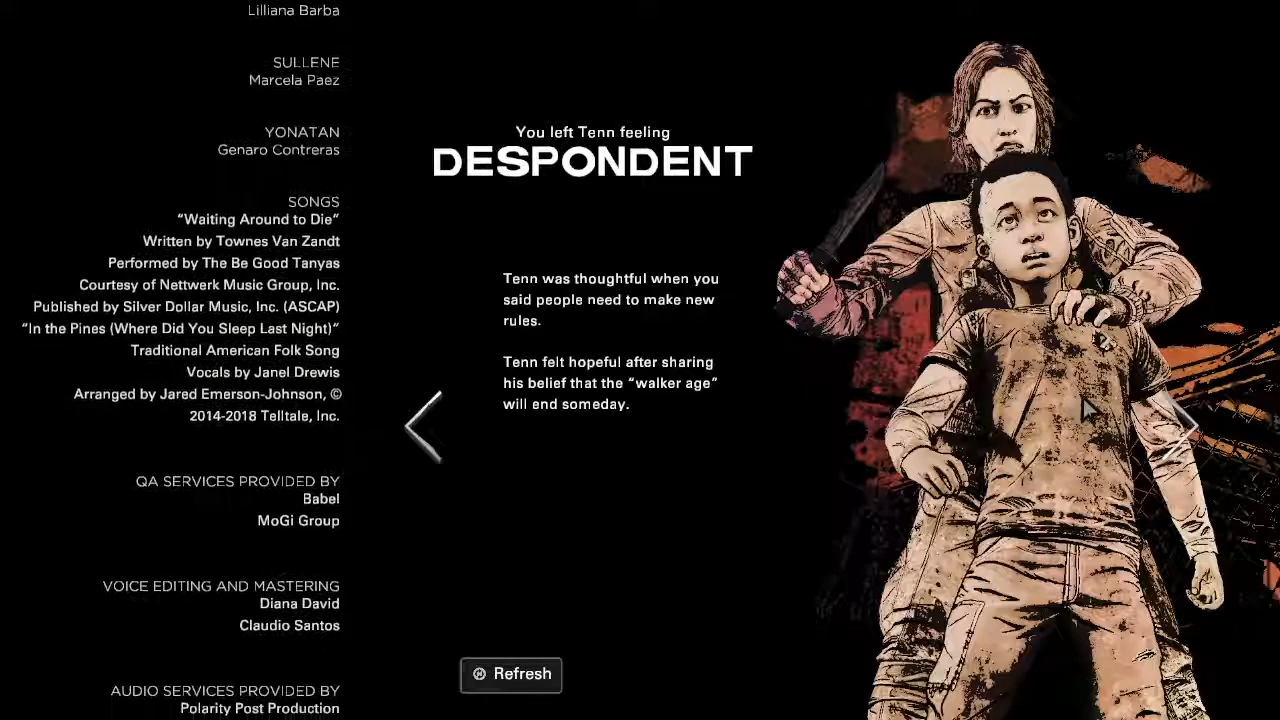 Lilliana Barba
SULLENE
Marcela Paez
YONATAN
Genaro Contreras
SONGS
“Waiting Around to Die”
Written by Townes Van Zandt
Performed by The Be Good Tanyas
Courtesy of Nettwerk Music Group, Inc.
Published by Silver Dollar Music, Inc. (ASCAP)
“In the Pines (Where Did You Sleep Last Night)”
Traditional American Folk Song
Vocals by Janel Drewis
Arranged by Jared Emerson-Johnson, ©
2014-2018 Telltale, Inc.
QA SERVICES PROVIDED BY
Babel
MoGi Group
VOICE EDITING AND MASTERING
Diana David
Claudio Santos
AUDIO SERVICES PROVIDED BY
Polarity Post Production
You left Tenn feeling
DESPONDENT
Tenn was thoughtful when you
said people need to make new
rules.
Tenn felt hopeful after sharing
his belief that the “walker age”
will end someday.
Refresh